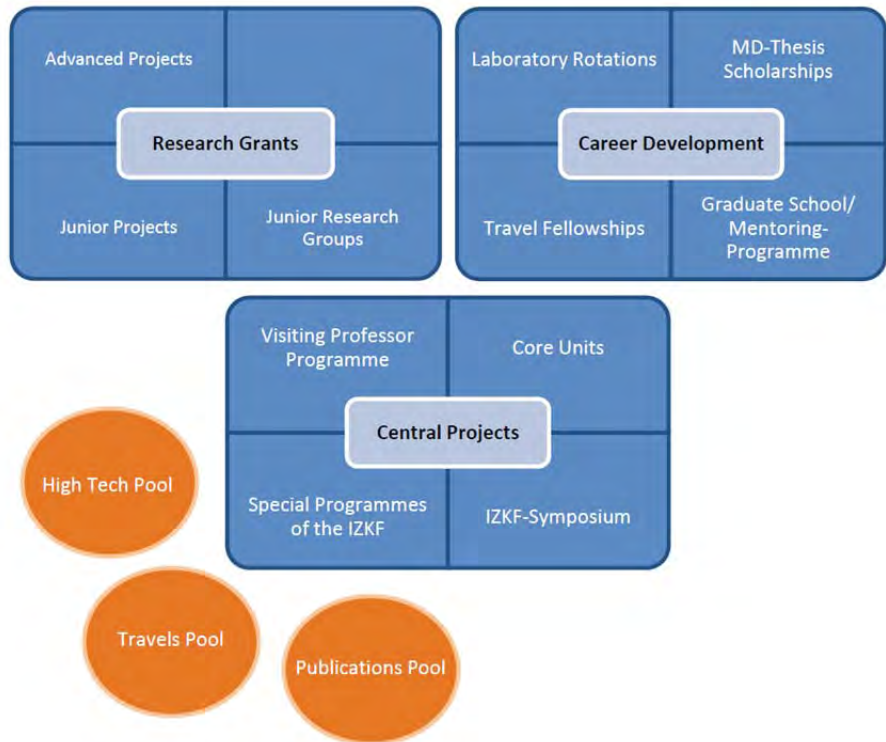 Advanced Projects
Research Grants
Junior Projects
Junior Research
Groups
Laboratory Rotations
MD-Thesis
Scholarships
Career Development
Travel Fellowships
Graduate School/
Mentoring-
Programme
Visiting Professor
Programme
Core Units
Central Projects
Special Programmes
of the IZKF
IZKF-Symposium
High Tech Pool
Travels Pool
Publications Pool